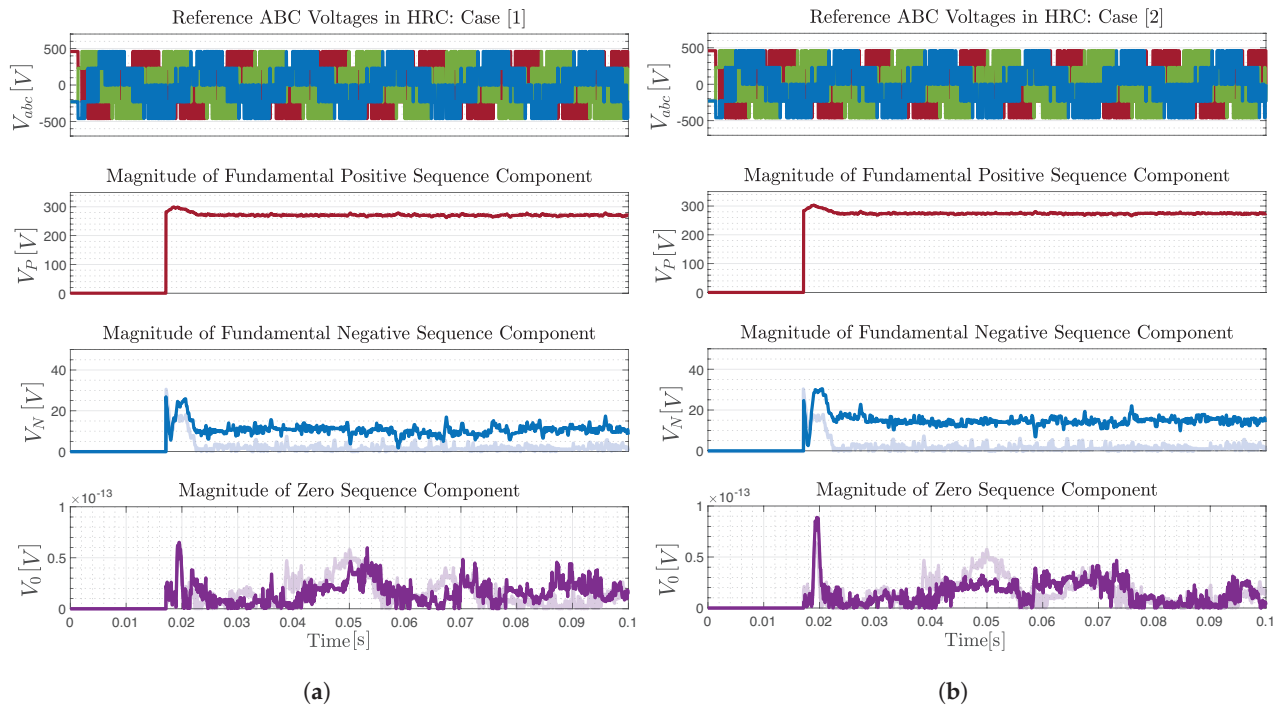 Reference ABC Voltages in HRC: Case [1]
500
0
-500
V_abc [V]
Magnitude of Fundamental Positive Sequence Component
300
200
100
0
V_P [V]
Magnitude of Fundamental Negative Sequence Component
40
20
0
V_N [V]
Magnitude of Zero Sequence Component
1 ×10^-13
0.5
0
V_0 [V]
0 0.01 0.02 0.03 0.04 0.05 0.06 0.07 0.08 0.09 0.1
Time[s]
(a)
Reference ABC Voltages in HRC: Case [2]
500
0
-500
V_abc [V]
Magnitude of Fundamental Positive Sequence Component
300
200
100
0
V_P [V]
Magnitude of Fundamental Negative Sequence Component
40
20
0
V_N [V]
Magnitude of Zero Sequence Component
1 ×10^-13
0.5
0
V_0 [V]
0 0.01 0.02 0.03 0.04 0.05 0.06 0.07 0.08 0.09 0.1
Time[s]
(b)